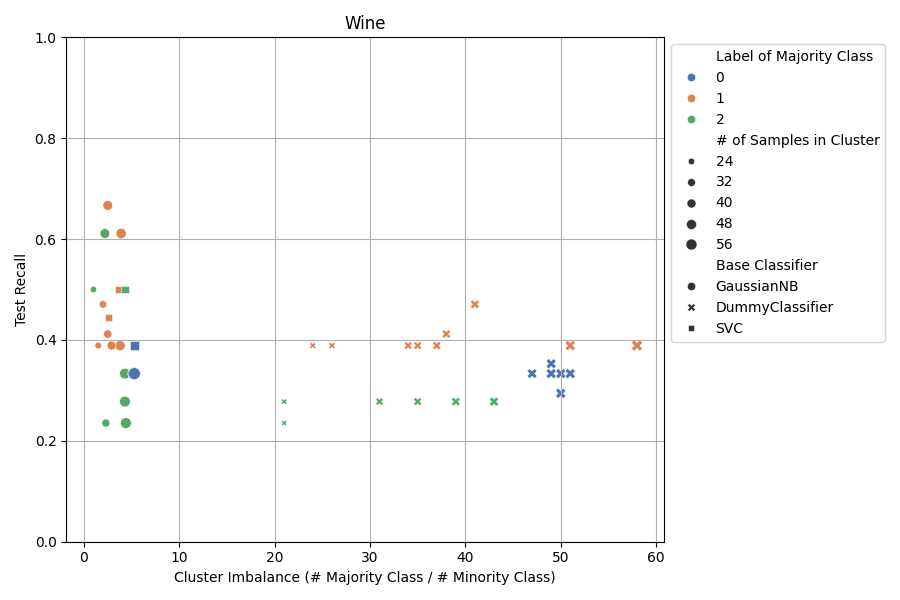 Wine
Test Recall
1.0
0.8
0.6
0.4
0.2
0.0
0
10
20
30
40
50
60
Cluster Imbalance (# Majority Class / # Minority Class)
Label of Majority Class
0
1
2
# of Samples in Cluster
24
32
40
48
56
Base Classifier
GaussianNB
DummyClassifier
SVC